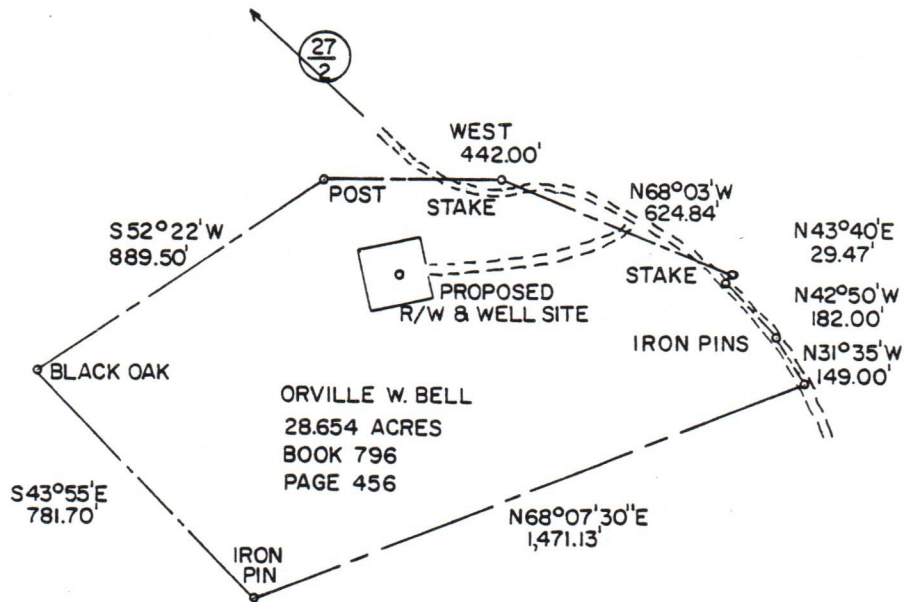 27
2
WEST
442.00'
POST
STAKE
N68°03'W
624.84'
S52°22'W
889.50'
N43°40'E
29.47'
STAKE
N42°50'W
182.00'
PROPOSED
R/W & WELL SITE
IRON PINS
N31°35'W
149.00'
BLACK OAK
ORVILLE W. BELL
28.654 ACRES
BOOK 796
PAGE 456
S43°55'E
781.70'
N68°07'30"E
1,471.13'
IRON
PIN